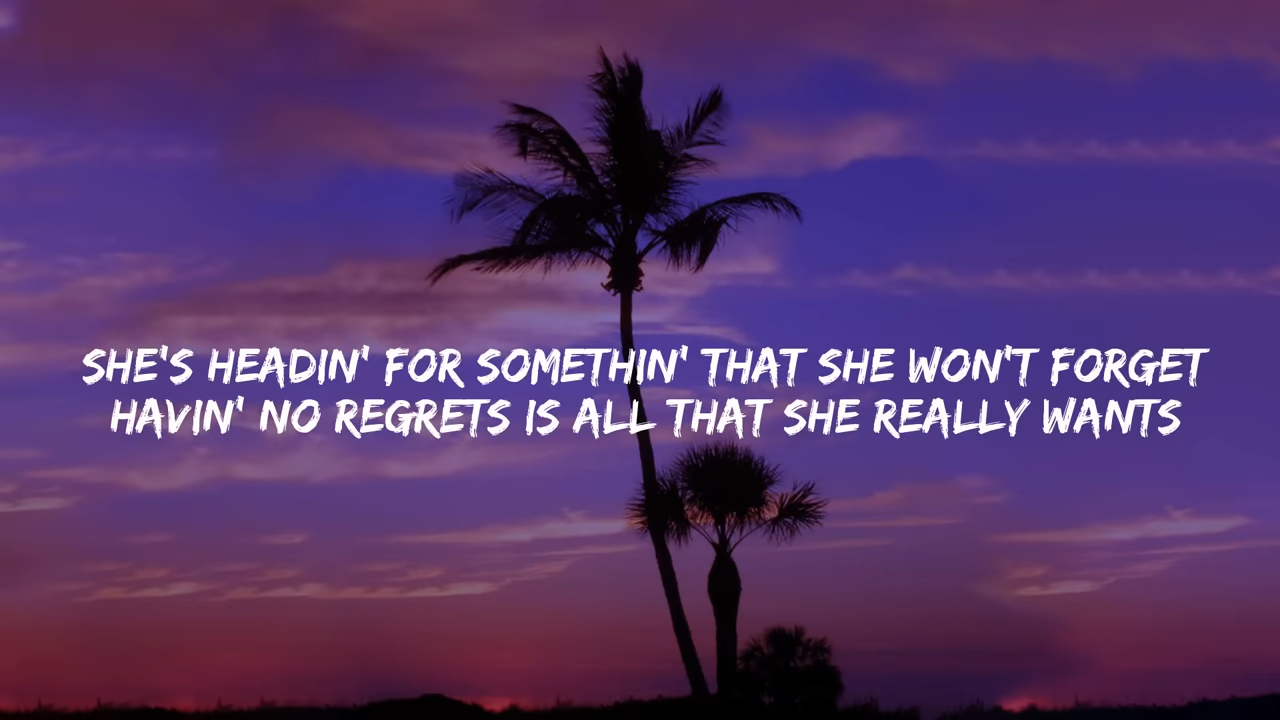 SHE'S HEADIN' FOR SOMETHIN' THAT SHE WON'T FORGET
HAVIN' NO REGRETS IS ALL THAT SHE REALLY WANTS